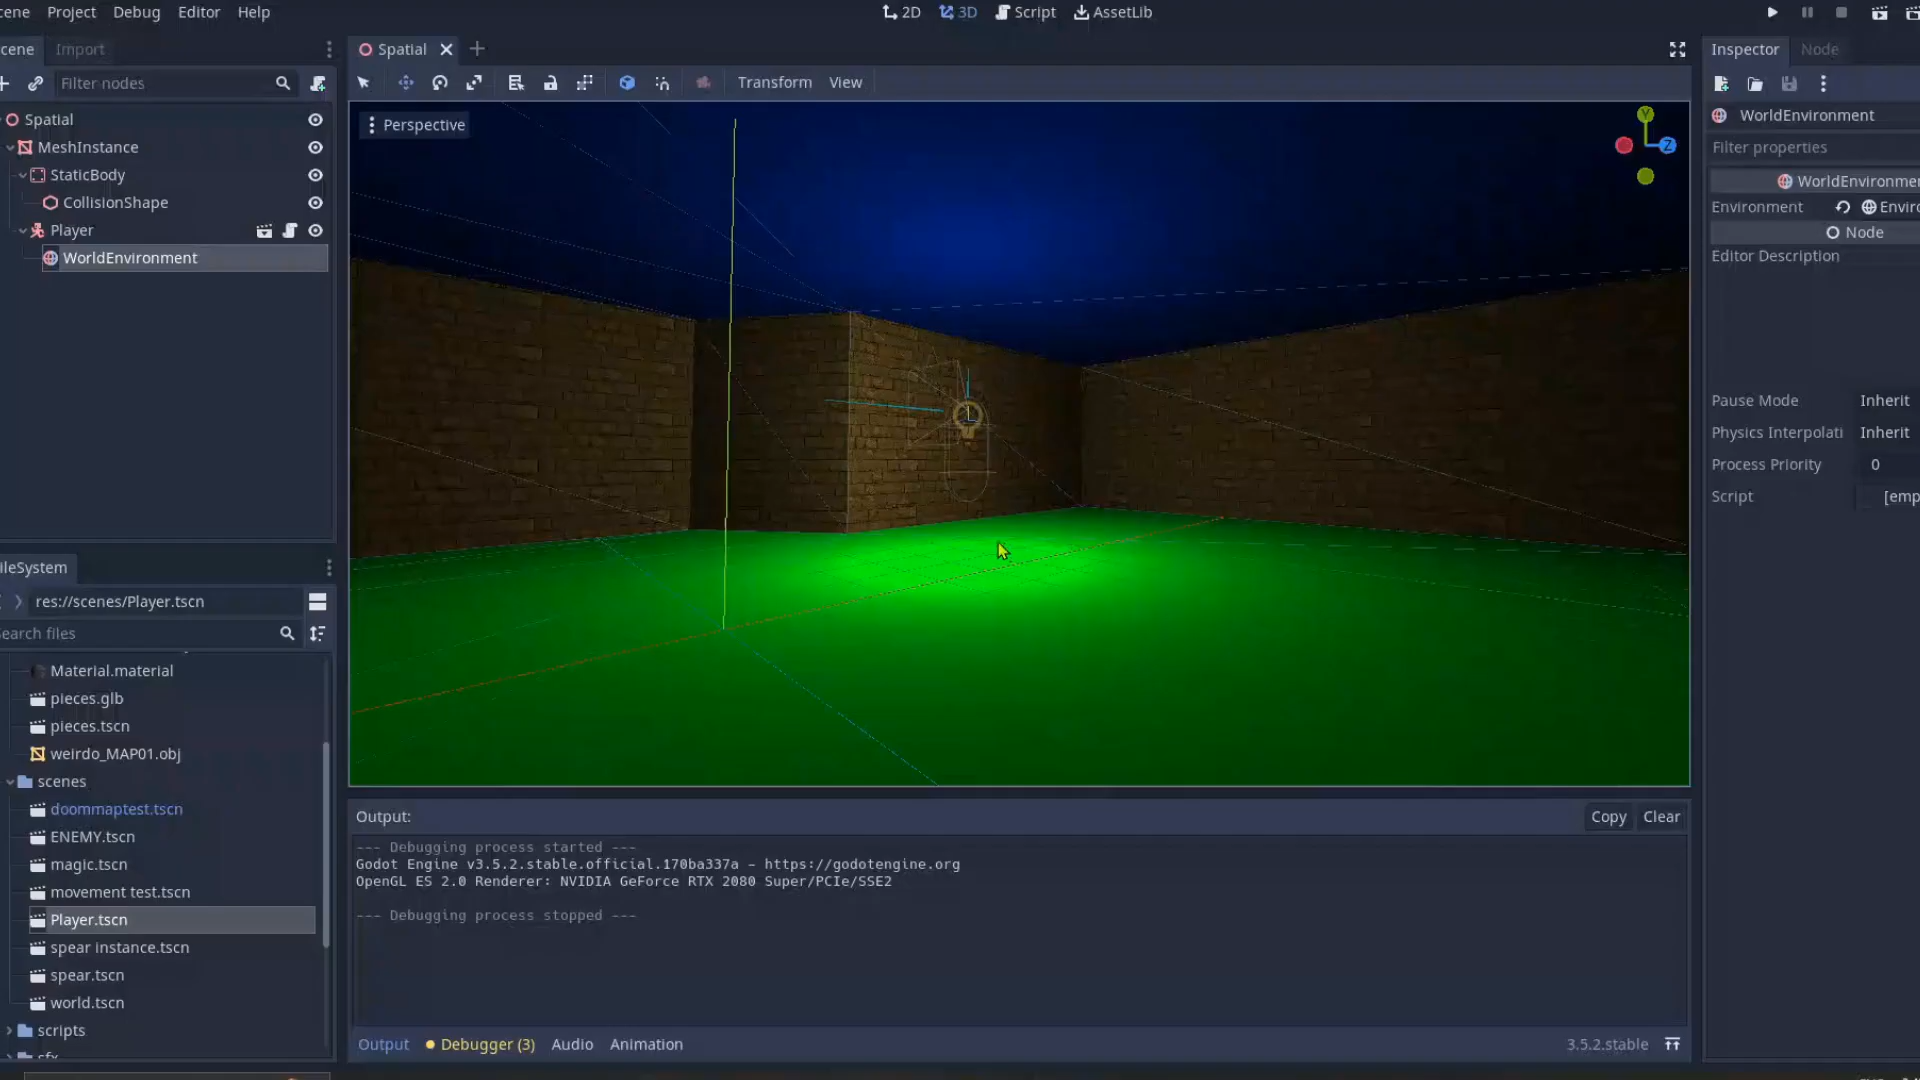 cene Project Debug Editor Help
2D 3D Script AssetLib
cene Import
Filter nodes
Spatial
MeshInstance
StaticBody
CollisionShape
Player
WorldEnvironment
ileSystem
res://scenes/Player.tscn
earch files
Material.material
pieces.glb
pieces.tscn
weirdo_MAP01.obj
scenes
doommaptest.tscn
ENEMY.tscn
magic.tscn
movement test.tscn
Player.tscn
spear instance.tscn
spear.tscn
world.tscn
scripts
Spatial
Transform View
Perspective
Y
Z
Output:
Copy Clear
--- Debugging process started ---
Godot Engine v3.5.2.stable.official.170ba337a - https://godotengine.org
OpenGL ES 2.0 Renderer: NVIDIA GeForce RTX 2080 Super/PCIe/SSE2
--- Debugging process stopped ---
Output Debugger (3) Audio Animation
3.5.2.stable
Inspector Node
WorldEnvironment
Filter properties
WorldEnvironme
Environment Enviro
Node
Editor Description
Pause Mode Inherit
Physics Interpolati Inherit
Process Priority 0
Script [emp